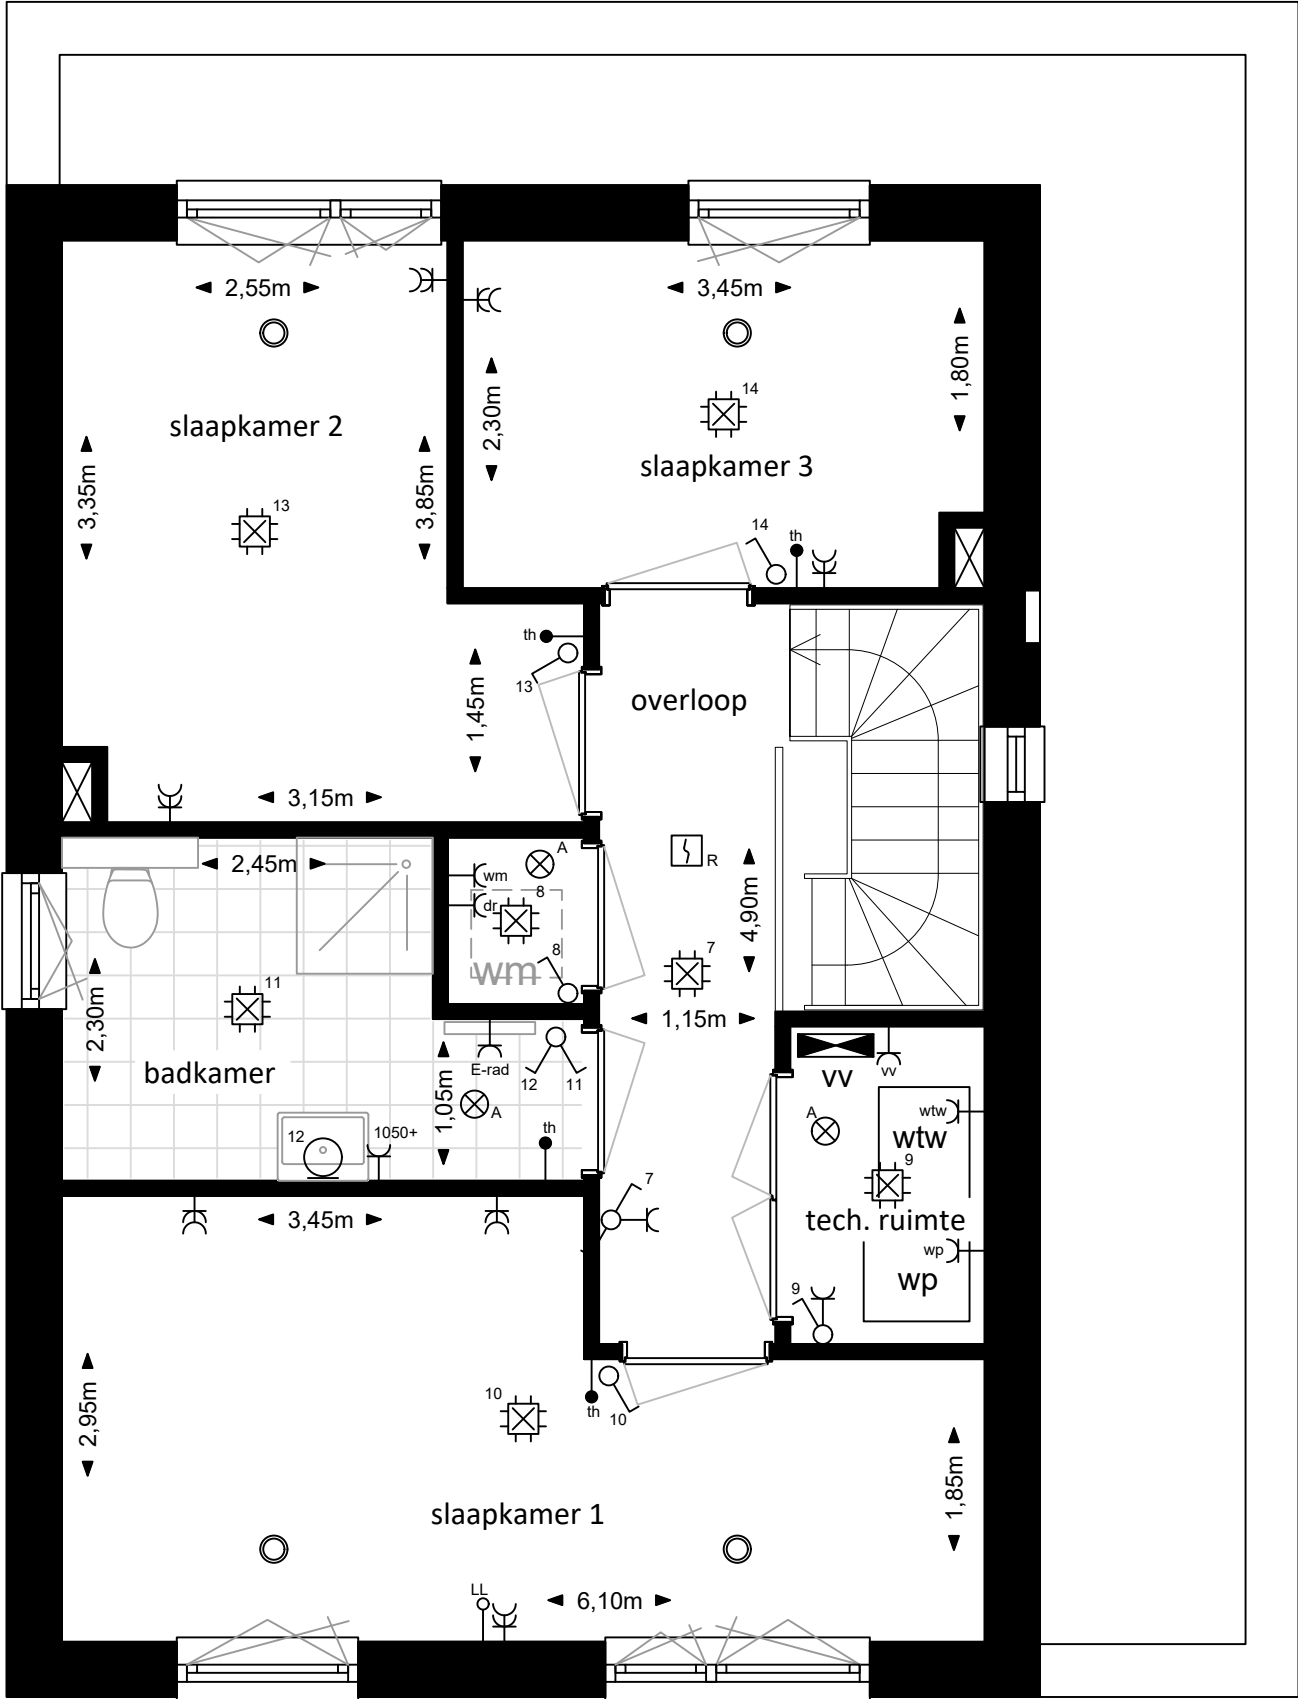 2,55m
3,45m
1,80m
2,30m
14
slaapkamer 2
slaapkamer 3
3,35m
3,85m
13
14
th
th
13
1,45m
overloop
3,15m
2,45m
A
R
wm
8
dr
4,90m
8
7
wm
11
2,30m
1,15m
E-rad
12
11
badkamer
1,05m
A
vv
vv
A
wtw
wtw
12
1050+
th
9
7
3,45m
tech. ruimte
wp
wp
9
2,95m
10
th
10
1,85m
slaapkamer 1
LL
6,10m